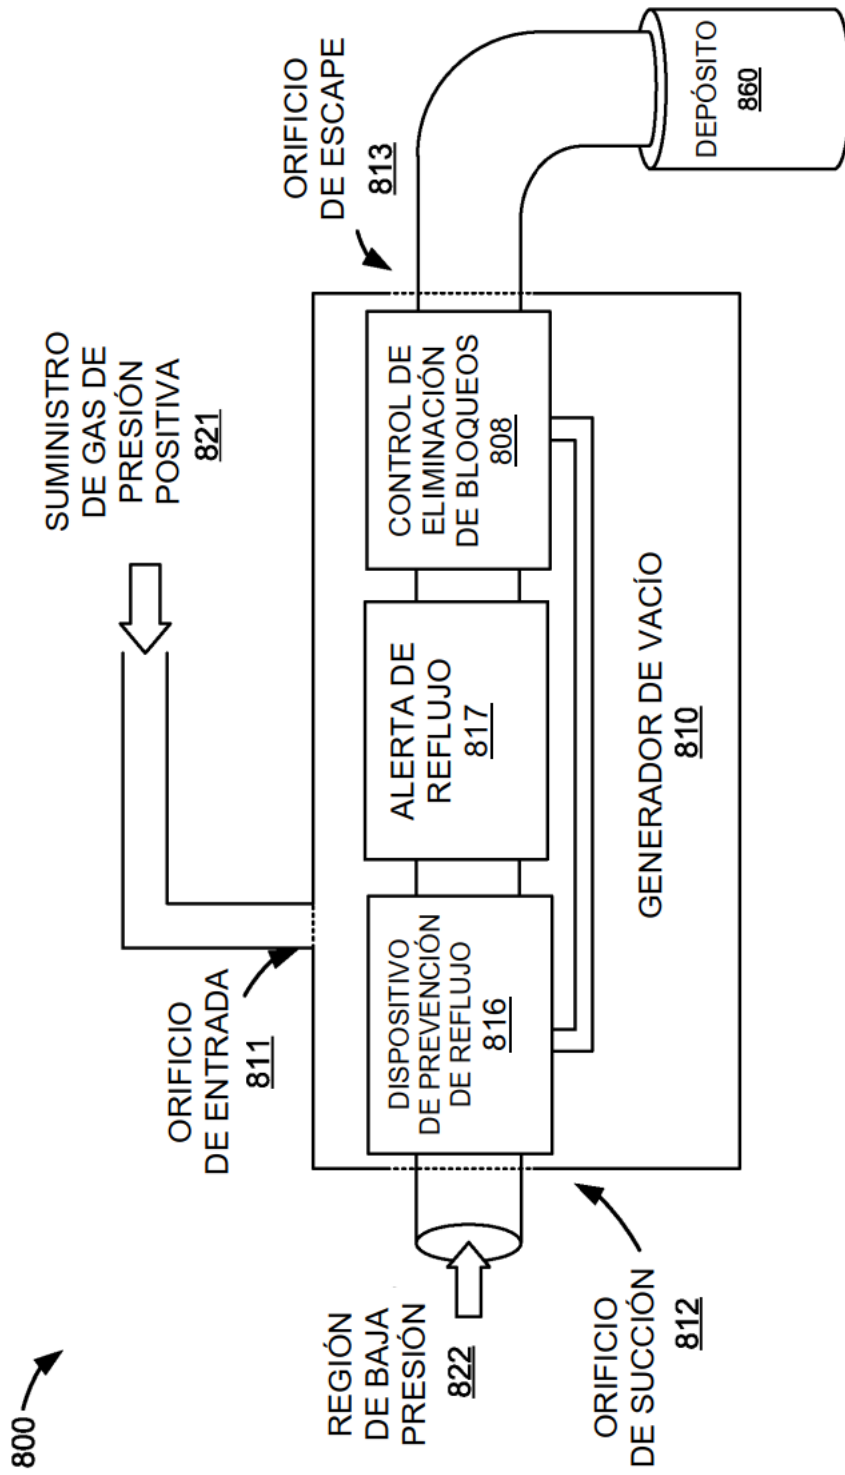 800
SUMINISTRO
DE GAS DE
PRESIÓN
POSITIVA
821
ORIFICIO
DE ESCAPE
813
ORIFICIO
DE ENTRADA
811
DISPOSITIVO
DE PREVENCIÓN
DE REFLUJO
816
ALERTA DE
REFLUJO
817
CONTROL DE
ELIMINACIÓN
DE BLOQUEOS
808
DEPÓSITO
860
REGIÓN
DE BAJA
PRESIÓN
822
GENERADOR DE VACÍO
810
ORIFICIO
DE SUCCIÓN
812